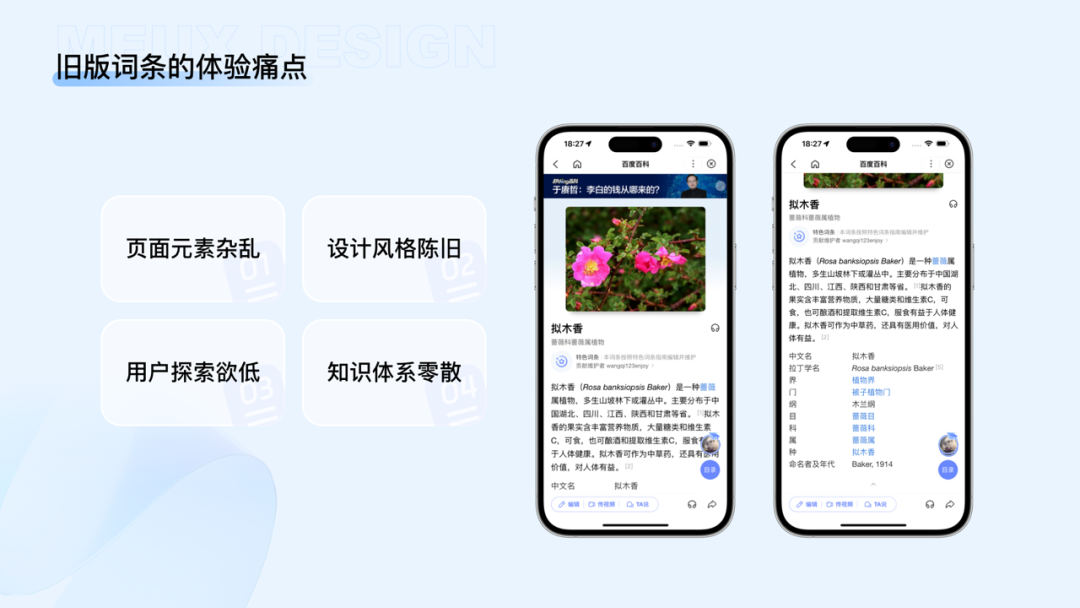 MEUX DESIGN
旧版词条的体验痛点
页面元素杂乱
01
设计风格陈旧
02
用户探索欲低
03
知识体系零散
04
18:27
百度百科
于赓哲：李白的钱从哪来的？
拟木香
蔷薇科蔷薇属植物
特色词条：本词条按照特色词条指南编辑并维护
贡献维护者 wangqi123enjoy
拟木香（Rosa banksiopsis Baker）是一种蔷薇
属植物，多生山坡林下或灌丛中。主要分布于中
国湖北、四川、江西、陕西和甘肃等省。[1]拟木
香的果实含丰富营养物质，大量糖类和维生素
C，可食，也可酿酒和提取维生素C，服食有益
于人体健康。拟木香可作为中草药，还具有医用
价值，对人体有益。[2]
中文名 拟木香
目录
编辑 传视频 TA说
18:27
百度百科
拟木香
蔷薇科蔷薇属植物
特色词条：本词条按照特色词条指南编辑并维护
贡献维护者 wangqi123enjoy
拟木香（Rosa banksiopsis Baker）是一种蔷薇属
植物，多生山坡林下或灌丛中。主要分布于中国湖
北、四川、江西、陕西和甘肃等省。[1]拟木香的
果实含丰富营养物质，大量糖类和维生素C，可
食，也可酿酒和提取维生素C，服食有益于人体健
康。拟木香可作为中草药，还具有医用价值，对人
体有益。[2]
中文名 拟木香
拉丁学名 Rosa banksiopsis Baker [5]
界 植物界
门 被子植物门
纲 木兰纲
目 蔷薇目
科 蔷薇科
属 蔷薇属
种 拟木香
命名者及年代 Baker, 1914
目录
编辑 传视频 TA说